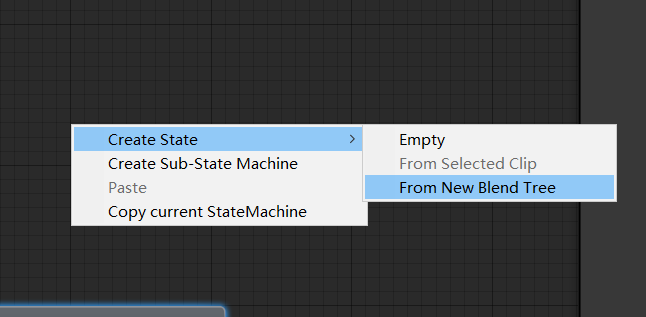 Create State
Create Sub-State Machine
Paste
Copy current StateMachine
Empty
From Selected Clip
From New Blend Tree